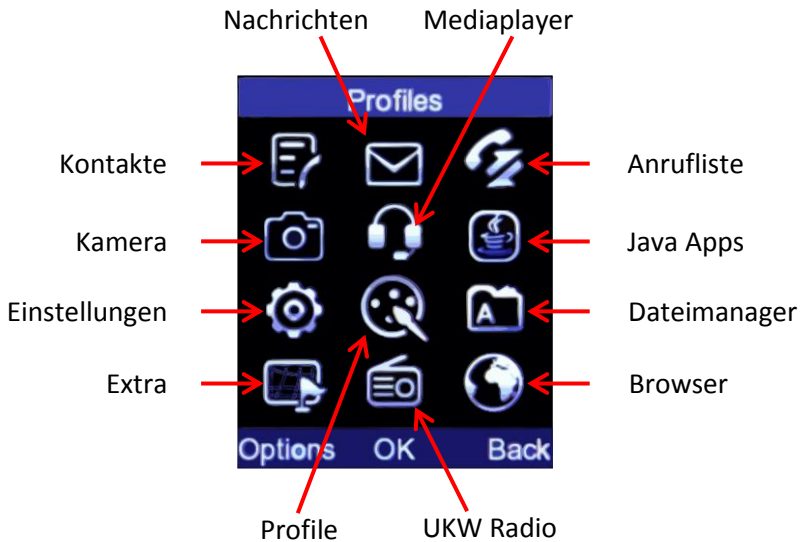 Nachrichten
Mediaplayer
Profiles
Kontakte
Anrufliste
Kamera
Java Apps
Einstellungen
A
Dateimanager
Extra
Browser
Options OK Back
Profile
UKW Radio